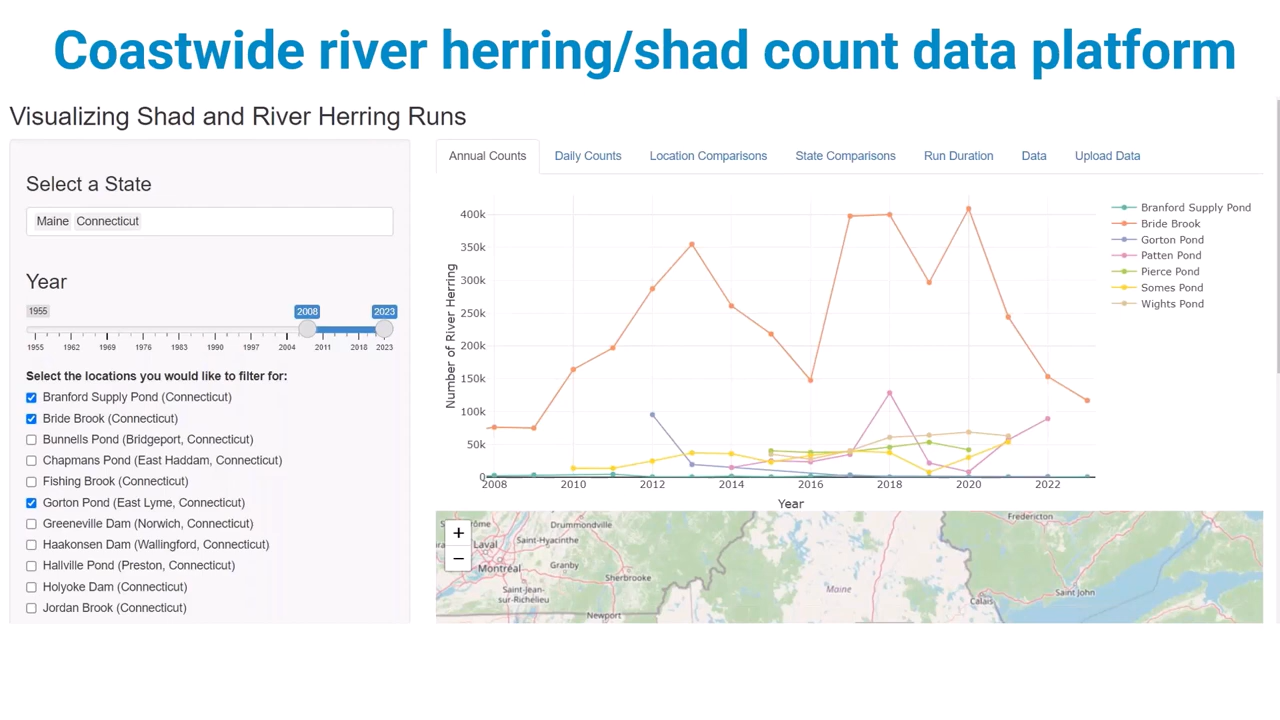 Coastwide river herring/shad count data platform
Visualizing Shad and River Herring Runs
Select a State
Maine Connecticut
Year
1955
2008 2023
1955 1962 1969 1976 1983 1990 1997 2004 2011 2018 2023
Select the locations you would like to filter for:
Branford Supply Pond (Connecticut)
Bride Brook (Connecticut)
Bunnells Pond (Bridgeport, Connecticut)
Chapmans Pond (East Haddam, Connecticut)
Fishing Brook (Connecticut)
Gorton Pond (East Lyme, Connecticut)
Greeneville Dam (Norwich, Connecticut)
Haakonsen Dam (Wallingford, Connecticut)
Hallville Pond (Preston, Connecticut)
Holyoke Dam (Connecticut)
Jordan Brook (Connecticut)
Annual Counts Daily Counts Location Comparisons State Comparisons Run Duration Data Upload Data
Number of River Herring
400k
350k
300k
250k
200k
150k
100k
50k
0
2008 2010 2012 2014 2016 2018 2020 2022
Year
Branford Supply Pond
Bride Brook
Gorton Pond
Patten Pond
Pierce Pond
Somes Pond
Wights Pond
+
−
Drummondville
Fredericton
Laval
Saint-Hyacinthe
Granby
Montréal
Sherbrooke
Saint-Jean-
sur-Richelieu
Maine
Saint John
Calais
Newport